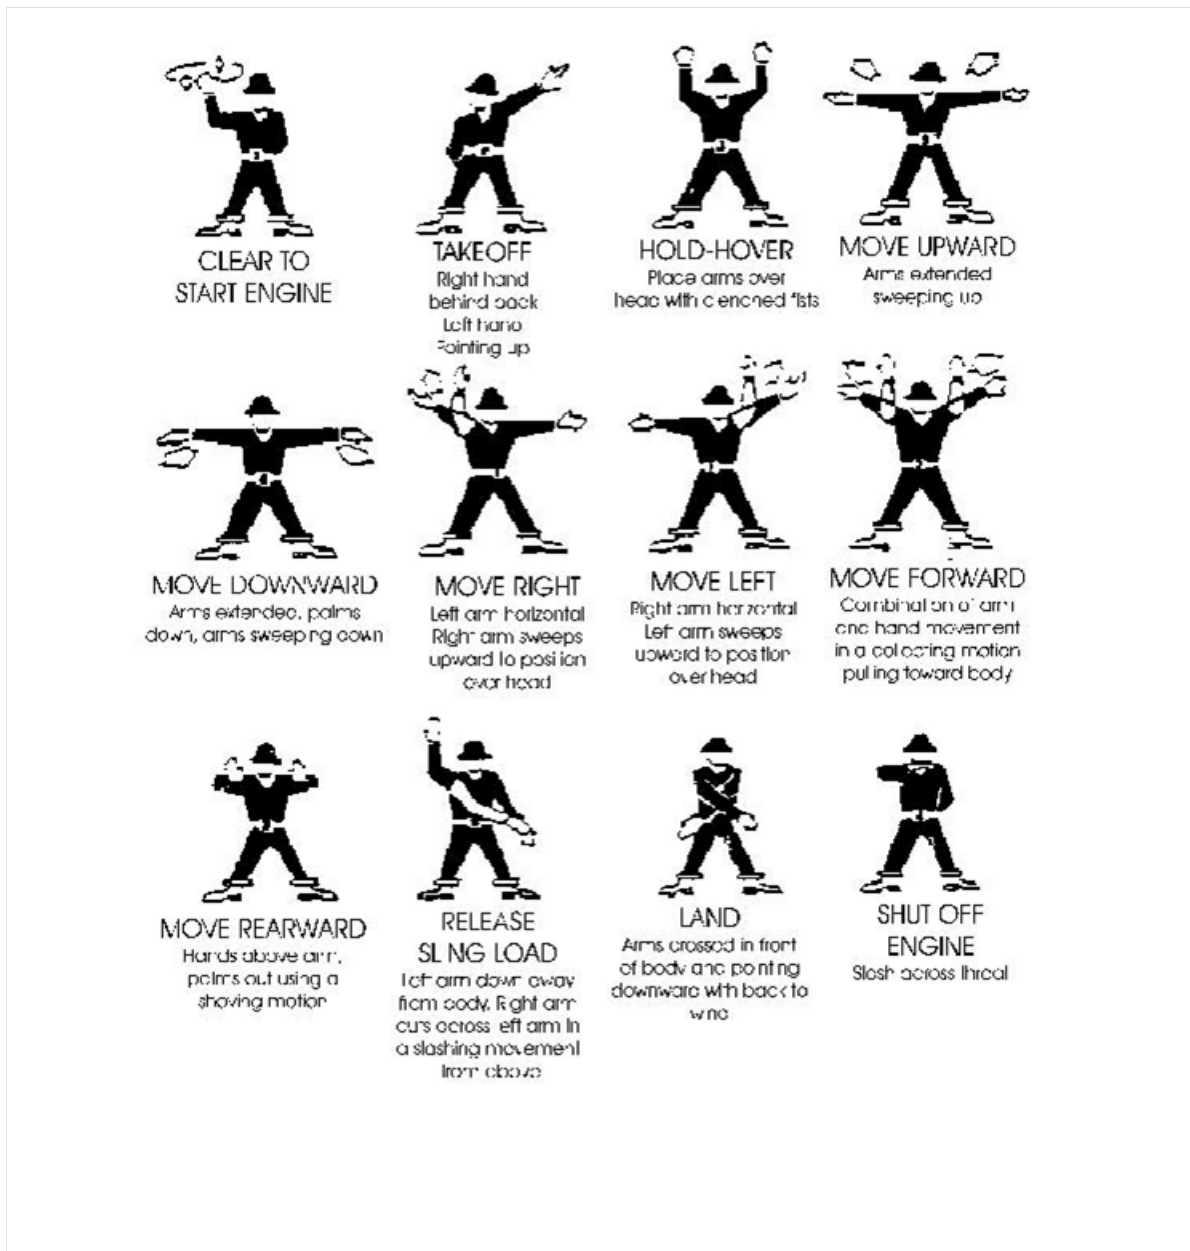 CLEAR TO
START ENGINE
TAKEOFF
Right hand
behind back
Left hand
Pointing up
HOLD-HOVER
Place arms over
head with clenched fists
MOVE UPWARD
Arms extended
sweeping up
MOVE DOWNWARD
Arms extended, palms
down, arms sweeping down
MOVE RIGHT
Left arm horizontal
Right arm sweeps
upward to position
over head
MOVE LEFT
Right arm horizontal
Left arm sweeps
upward to position
over head
MOVE FORWARD
Combination of arm
and hand movement
in a collecting motion
pulling toward body
MOVE REARWARD
Hands above arm,
palms out using a
shoving motion
RELEASE
SLING LOAD
Left arm down away
from body. Right arm
cuts across left arm in
a slashing movement
from above
LAND
Arms crossed in front
of body and pointing
downward with back to
wind
SHUT OFF
ENGINE
Slash across throat